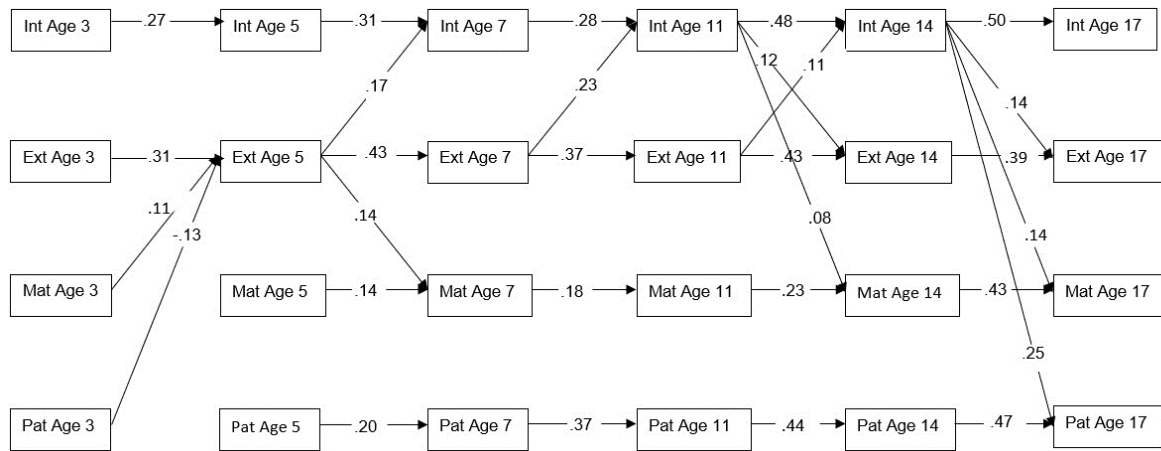 Int Age 3 .27 Int Age 5 .31 Int Age 7 .28 Int Age 11 .48 Int Age 14 .50 Int Age 17
.12 .11
.17 .23
.14
Ext Age 3 .31 Ext Age 5 .43 Ext Age 7 .37 Ext Age 11 .43 Ext Age 14 .39 Ext Age 17
.11 .14 .08
-.13 .14
Mat Age 3 Mat Age 5 .14 Mat Age 7 .18 Mat Age 11 .23 Mat Age 14 .43 Mat Age 17
.25
Pat Age 3 Pat Age 5 .20 Pat Age 7 .37 Pat Age 11 .44 Pat Age 14 .47 Pat Age 17